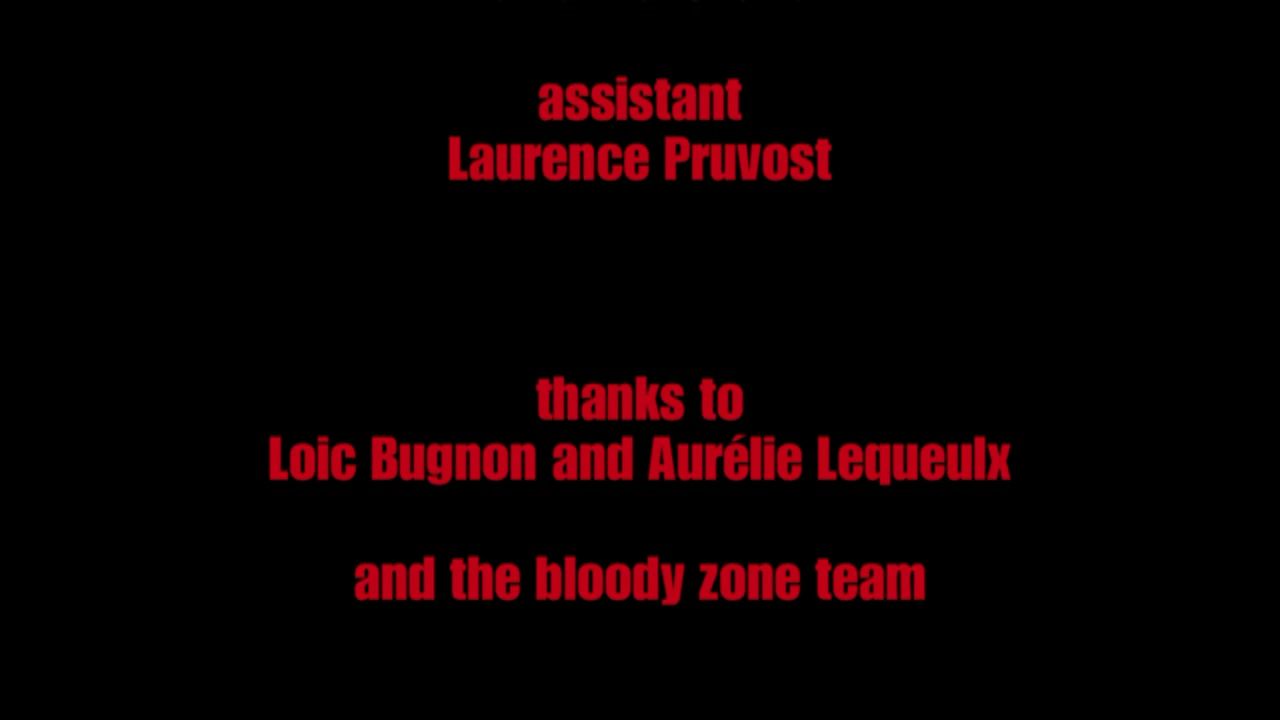 assistant
Laurence Pruvost
thanks to
Loic Bugnon and Aurélie Lequeulx
and the bloody zone team